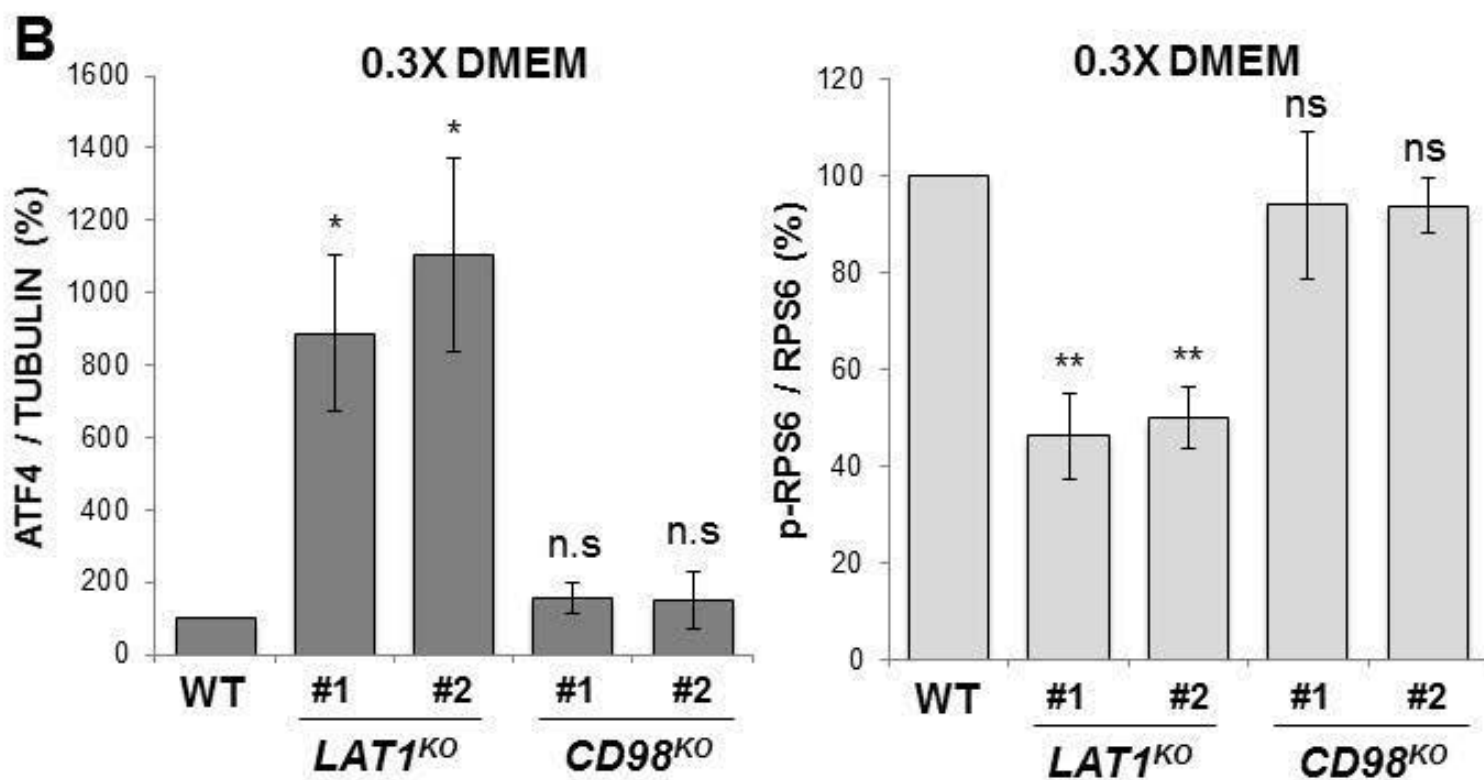 B
0.3X DMEM
ATF4 / TUBULIN (%)
1600
1400
1200
1000
800
600
400
200
0
*
*
n.s
n.s
WT
#1
#2
#1
#2
LAT1KO
CD98KO
0.3X DMEM
p-RPS6 / RPS6 (%)
120
100
80
60
40
20
0
**
**
ns
ns
WT
#1
#2
#1
#2
LAT1KO
CD98KO